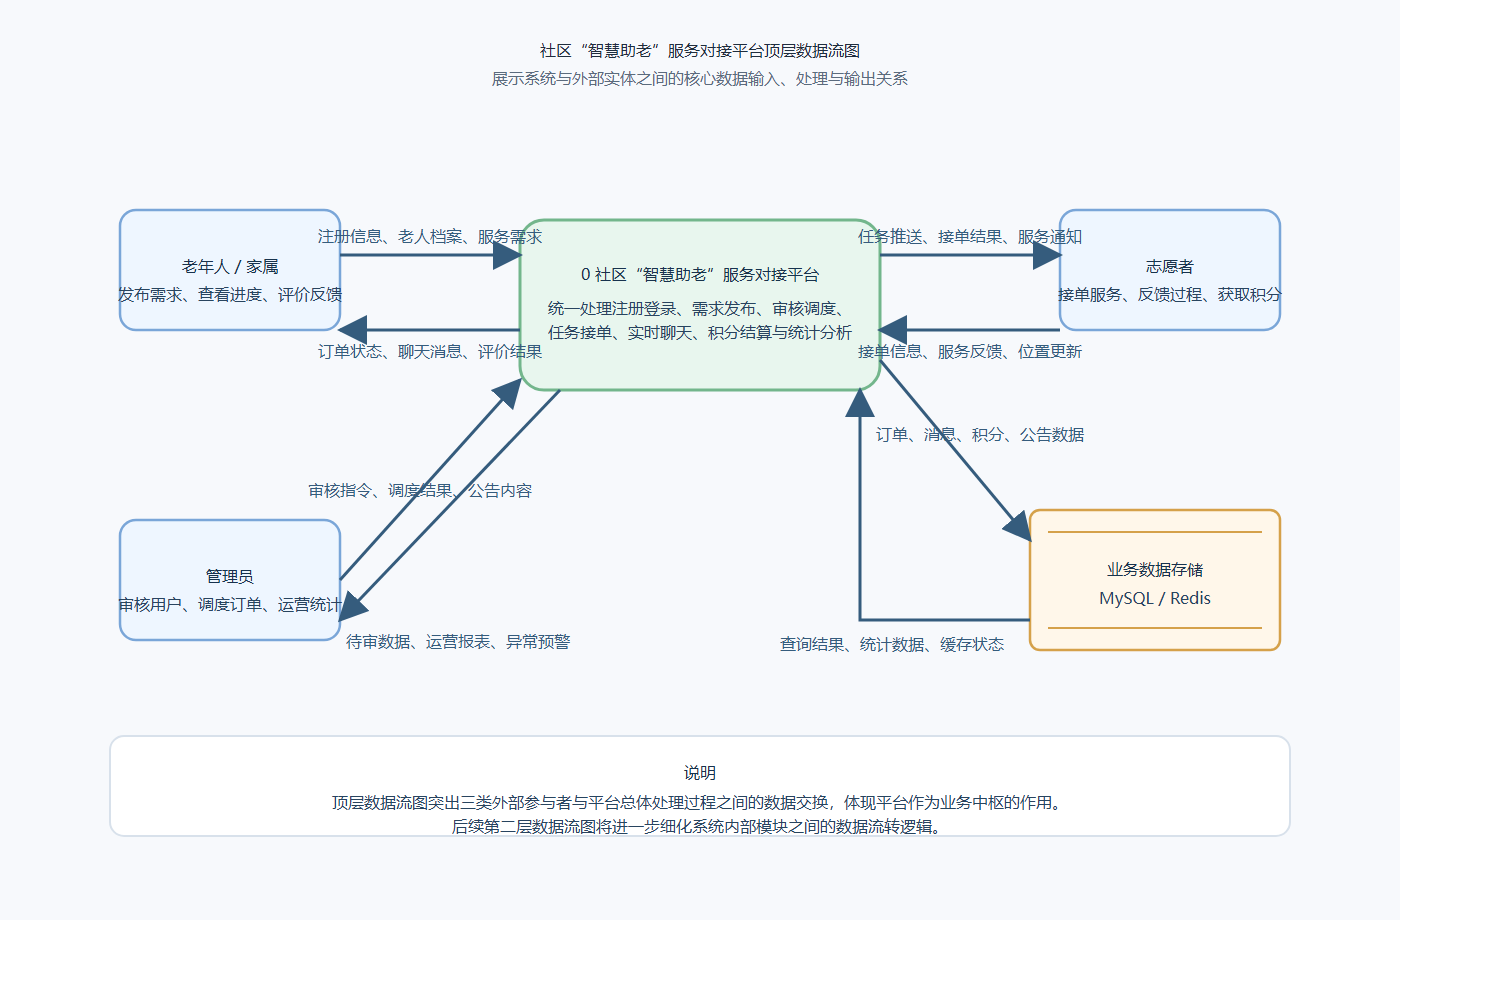 社区“智慧助老”服务对接平台顶层数据流图
展示系统与外部实体之间的核心数据输入、处理与输出关系
注册信息、老人档案、服务需求
任务推送、接单结果、服务通知
老年人 / 家属
发布需求、查看进度、评价反馈
0 社区“智慧助老”服务对接平台
统一处理注册登录、需求发布、审核调度、
任务接单、实时聊天、积分结算与统计分析
志愿者
接单服务、反馈过程、获取积分
订单状态、聊天消息、评价结果
接单信息、服务反馈、位置更新
订单、消息、积分、公告数据
审核指令、调度结果、公告内容
管理员
审核用户、调度订单、运营统计
业务数据存储
MySQL / Redis
待审数据、运营报表、异常预警
查询结果、统计数据、缓存状态
说明
顶层数据流图突出三类外部参与者与平台总体处理过程之间的数据交换，体现平台作为业务中枢的作用。
后续第二层数据流图将进一步细化系统内部模块之间的数据流转逻辑。